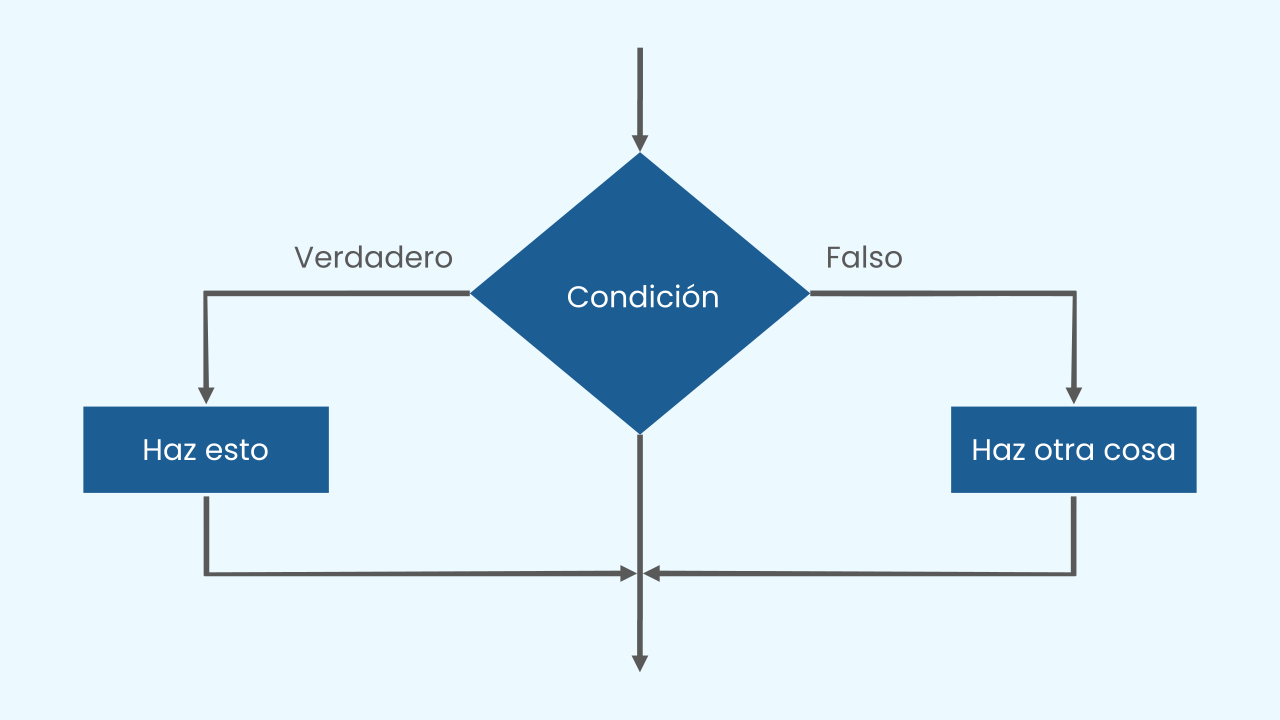 Verdadero
Falso
Condición
Haz esto
Haz otra cosa